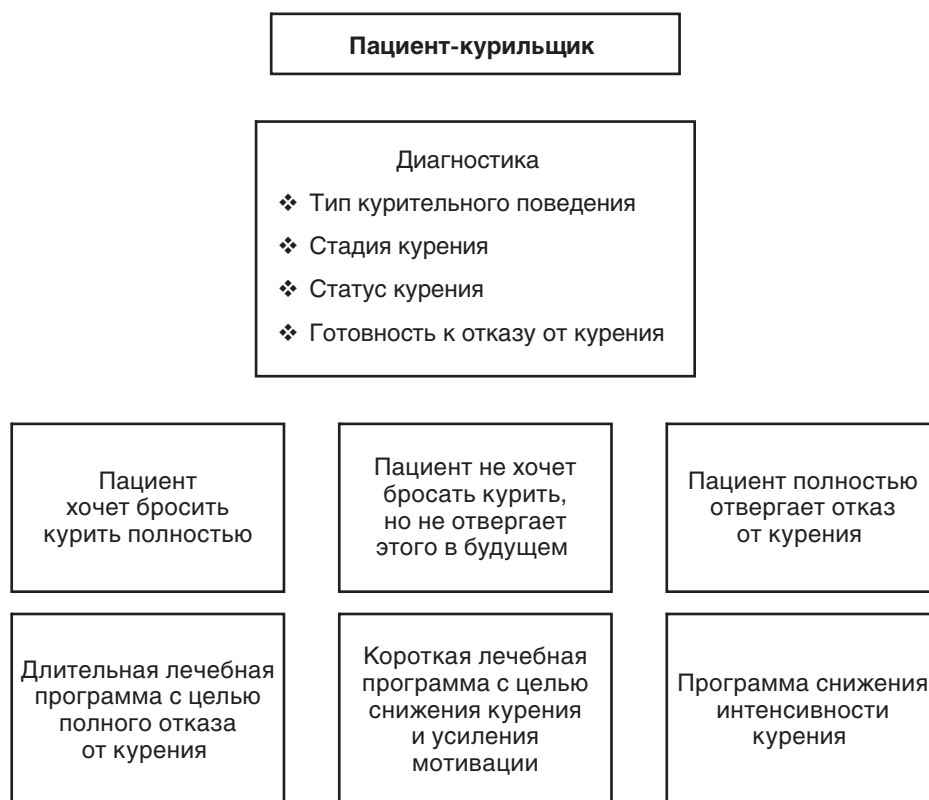 Пациент-курильщик
Диагностика
❖ Тип курительного поведения
❖ Стадия курения
❖ Статус курения
❖ Готовность к отказу от курения
Пациент
хочет бросить
курить полностью
Пациент не хочет
бросать курить,
но не отвергает
этого в будущем
Пациент полностью
отвергает отказ
от курения
Длительная лечебная
программа с целью
полного отказа
от курения
Короткая лечебная
программа с целью
снижения курения
и усиления
мотивации
Программа снижения
интенсивности
курения